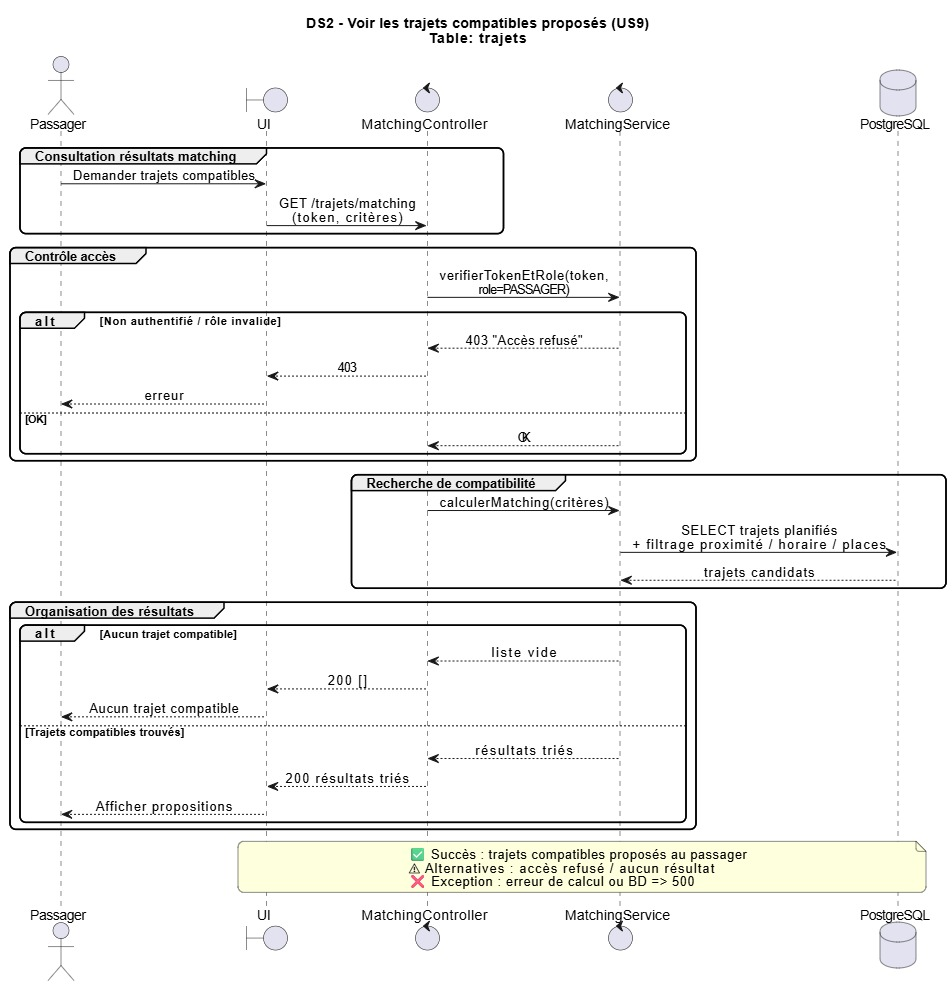 DS2 - Voir les trajets compatibles proposés (US9)
Table: trajets
Passager
UI
MatchingController
MatchingService
PostgreSQL
Consultation résultats matching
Demander trajets compatibles
GET /trajets/matching
(token, critères)
Contrôle accès
verifierTokenEtRole(token,
role=PASSAGER)
alt
[Non authentifié / rôle invalide]
403 "Accès refusé"
403
erreur
[OK]
OK
Recherche de compatibilité
calculerMatching(critères)
SELECT trajets planifiés
+ filtrage proximité / horaire / places
trajets candidats
Organisation des résultats
alt
[Aucun trajet compatible]
liste vide
200 []
Aucun trajet compatible
[Trajets compatibles trouvés]
résultats triés
200 résultats triés
Afficher propositions
✅ Succès : trajets compatibles proposés au passager
⚠ Alternatives : accès refusé / aucun résultat
❌ Exception : erreur de calcul ou BD => 500
Passager
UI
MatchingController
MatchingService
PostgreSQL